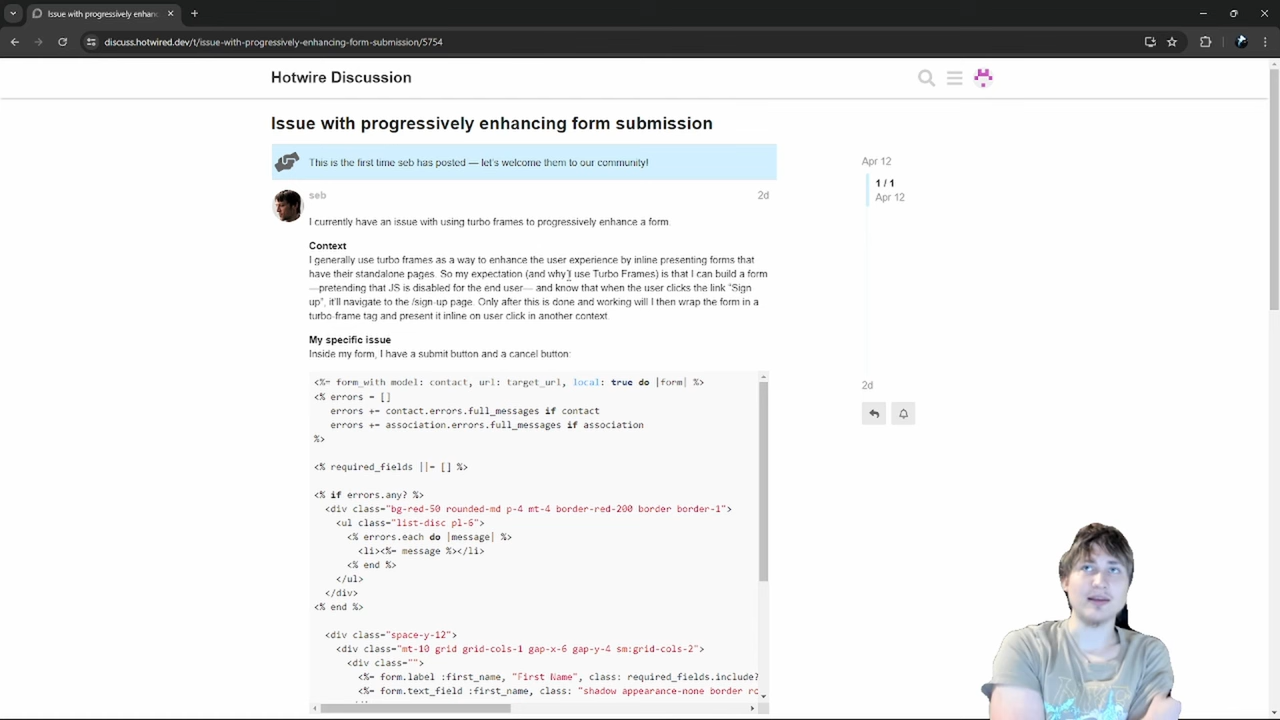 Issue with progressively enhanc
discuss.hotwired.dev/t/issue-with-progressively-enhancing-form-submission/5754
Hotwire Discussion
Issue with progressively enhancing form submission
This is the first time seb has posted — let's welcome them to our community!
seb
2d
I currently have an issue with using turbo frames to progressively enhance a form.
Context
I generally use turbo frames as a way to enhance the user experience by inline presenting forms that
have their standalone pages. So my expectation (and why I use Turbo Frames) is that I can build a form
—pretending that JS is disabled for the end user— and know that when the user clicks the link "Sign
up", it'll navigate to the /sign-up page. Only after this is done and working will I then wrap the form in a
turbo-frame tag and present it inline on user click in another context.
My specific issue
Inside my form, I have a submit button and a cancel button:
<%= form_with model: contact, url: target_url, local: true do |form| %>
<% errors = []
errors += contact.errors.full_messages if contact
errors += association.errors.full_messages if association
%>
<% required_fields ||= [] %>
<% if errors.any? %>
<div class="bg-red-50 rounded-md p-4 mt-4 border-red-200 border border-1">
<ul class="list-disc pl-6">
<% errors.each do |message| %>
<li><%= message %></li>
<% end %>
</ul>
</div>
<% end %>
<div class="space-y-12">
<div class="mt-10 grid grid-cols-1 gap-x-6 gap-y-4 sm:grid-cols-2">
<div class="">
<%= form.label :first_name, "First Name", class: required_fields.include?
<%= form.text_field :first_name, class: "shadow appearance-none border ro
Apr 12
1 / 1
Apr 12
2d